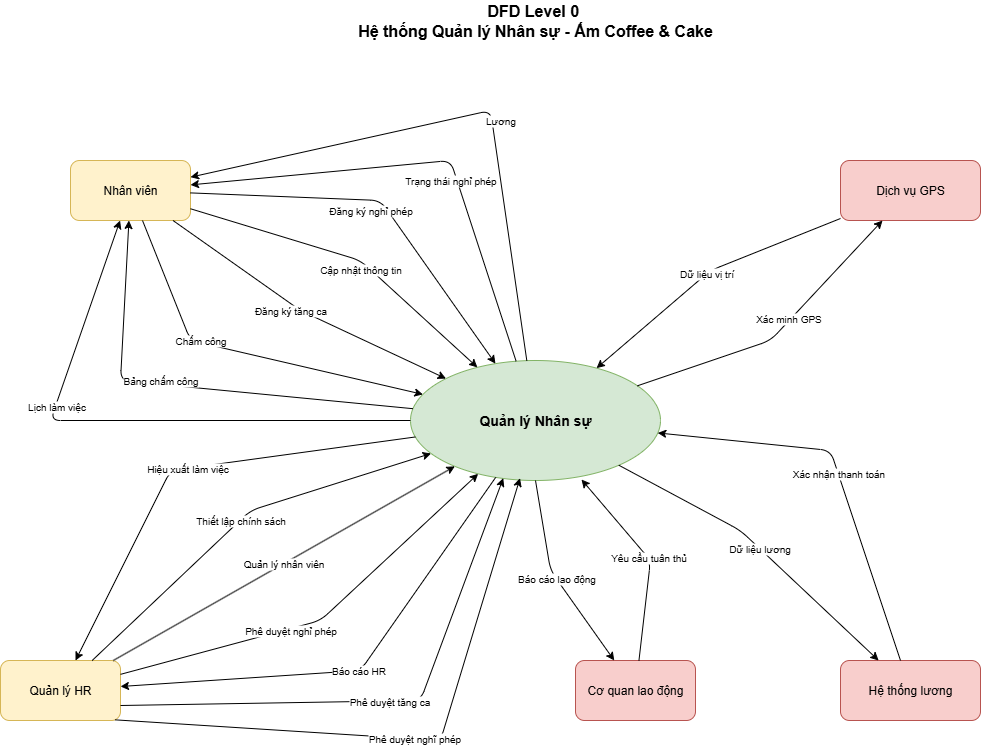 DFD Level 0
Hệ thống Quản lý Nhân sự - Ấm Coffee & Cake
Lương
Nhân viên
Trạng thái nghỉ phép
Dịch vụ GPS
Đăng ký nghỉ phép
Cập nhật thông tin
Dữ liệu vị trí
Đăng ký tăng ca
Xác minh GPS
Chấm công
Bảng chấm công
Lịch làm việc
Quản lý Nhân sự
Hiệu xuất làm việc
Xác nhận thanh toán
Thiết lập chính sách
Dữ liệu lương
Quản lý nhân viên
Yêu cầu tuân thủ
Báo cáo lao động
Phê duyệt nghỉ phép
Báo cáo HR
Quản lý HR
Cơ quan lao động
Hệ thống lương
Phê duyệt tăng ca
Phê duyệt nghĩ phép